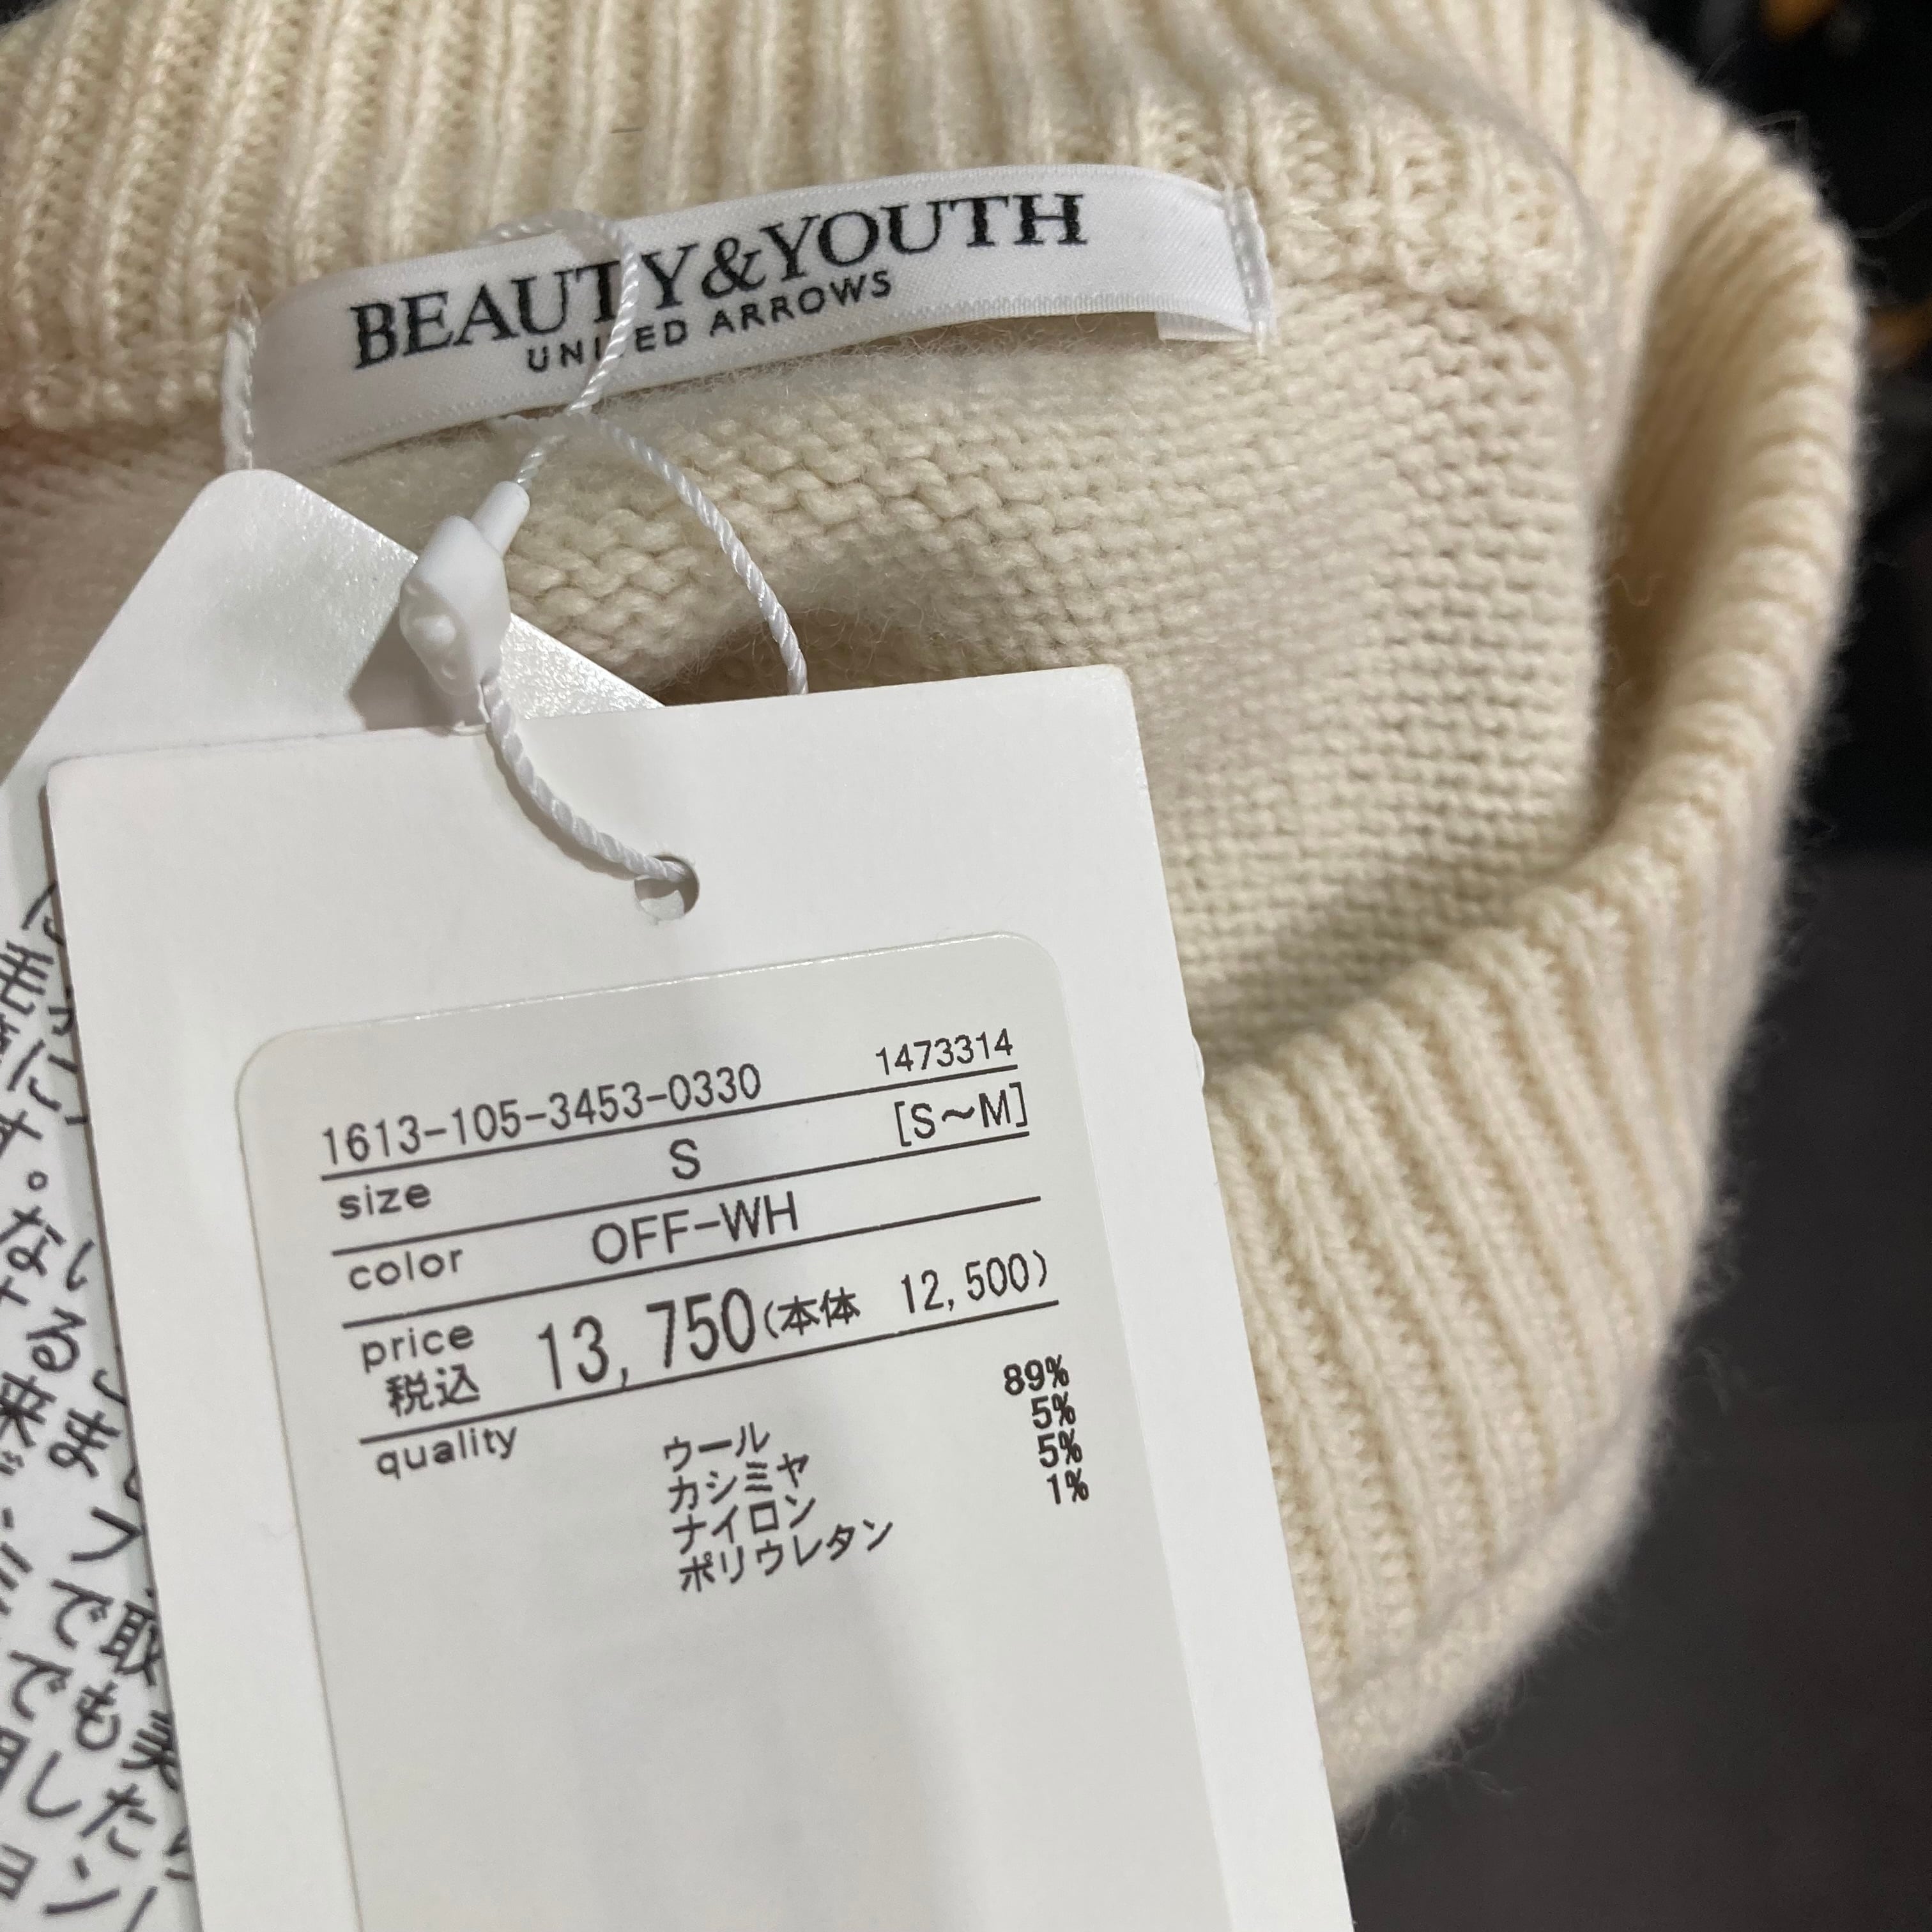 BEAUTY&YOUTH
UNITED ARROWS
1613-105-3453-0330 1473314
size S [S~M]
color OFF-WH
price 13,750(本体 12,500)
税込
quality
ウール 89%
カシミヤ 5%
ナイロン 5%
ポリウレタン 1%